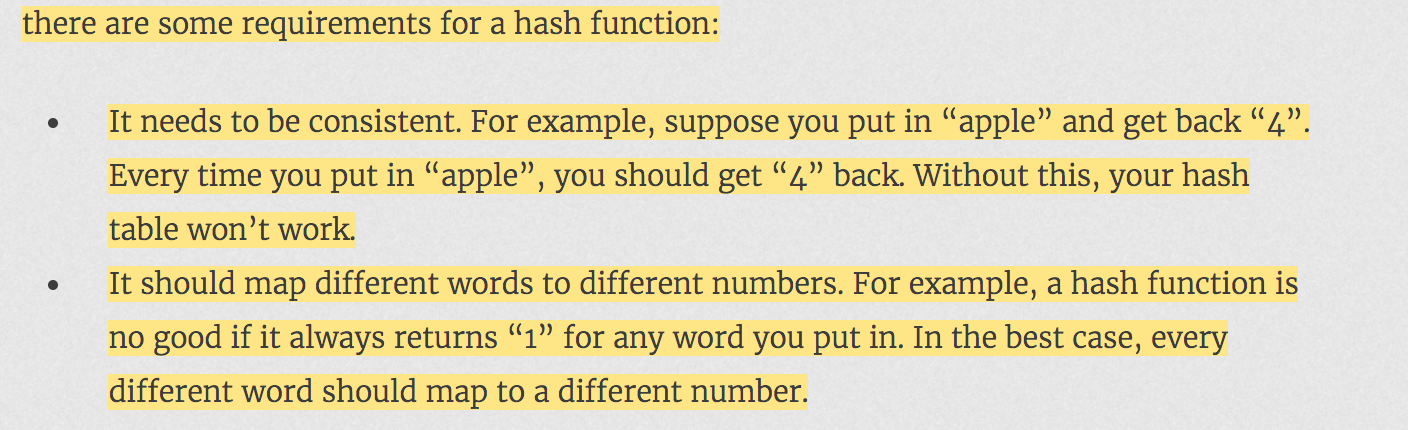 there are some requirements for a hash function:
• It needs to be consistent. For example, suppose you put in “apple” and get back “4”.
Every time you put in “apple”, you should get “4” back. Without this, your hash
table won’t work.
• It should map different words to different numbers. For example, a hash function is
no good if it always returns “1” for any word you put in. In the best case, every
different word should map to a different number.